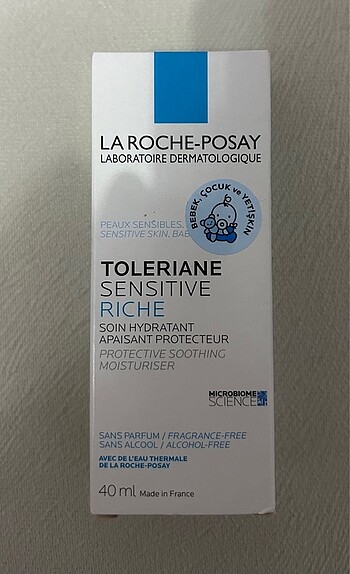 LA ROCHE-POSAY
LABORATOIRE DERMATOLOGIQUE
BEBEK, ÇOCUK ve YETİŞKİN
PEAUX SENSIBLES,
SENSITIVE SKIN,
TOLERIANE
SENSITIVE
RICHE
SOIN HYDRATANT
APAISANT PROTECTEUR
PROTECTIVE SOOTHING
MOISTURISER
MICROBIOME
SCIENCE
SANS PARFUM / FRAGRANCE-FREE
SANS ALCOOL / ALCOHOL-FREE
AVEC DE L'EAU THERMALE
DE LA ROCHE-POSAY
40 ml Made in France